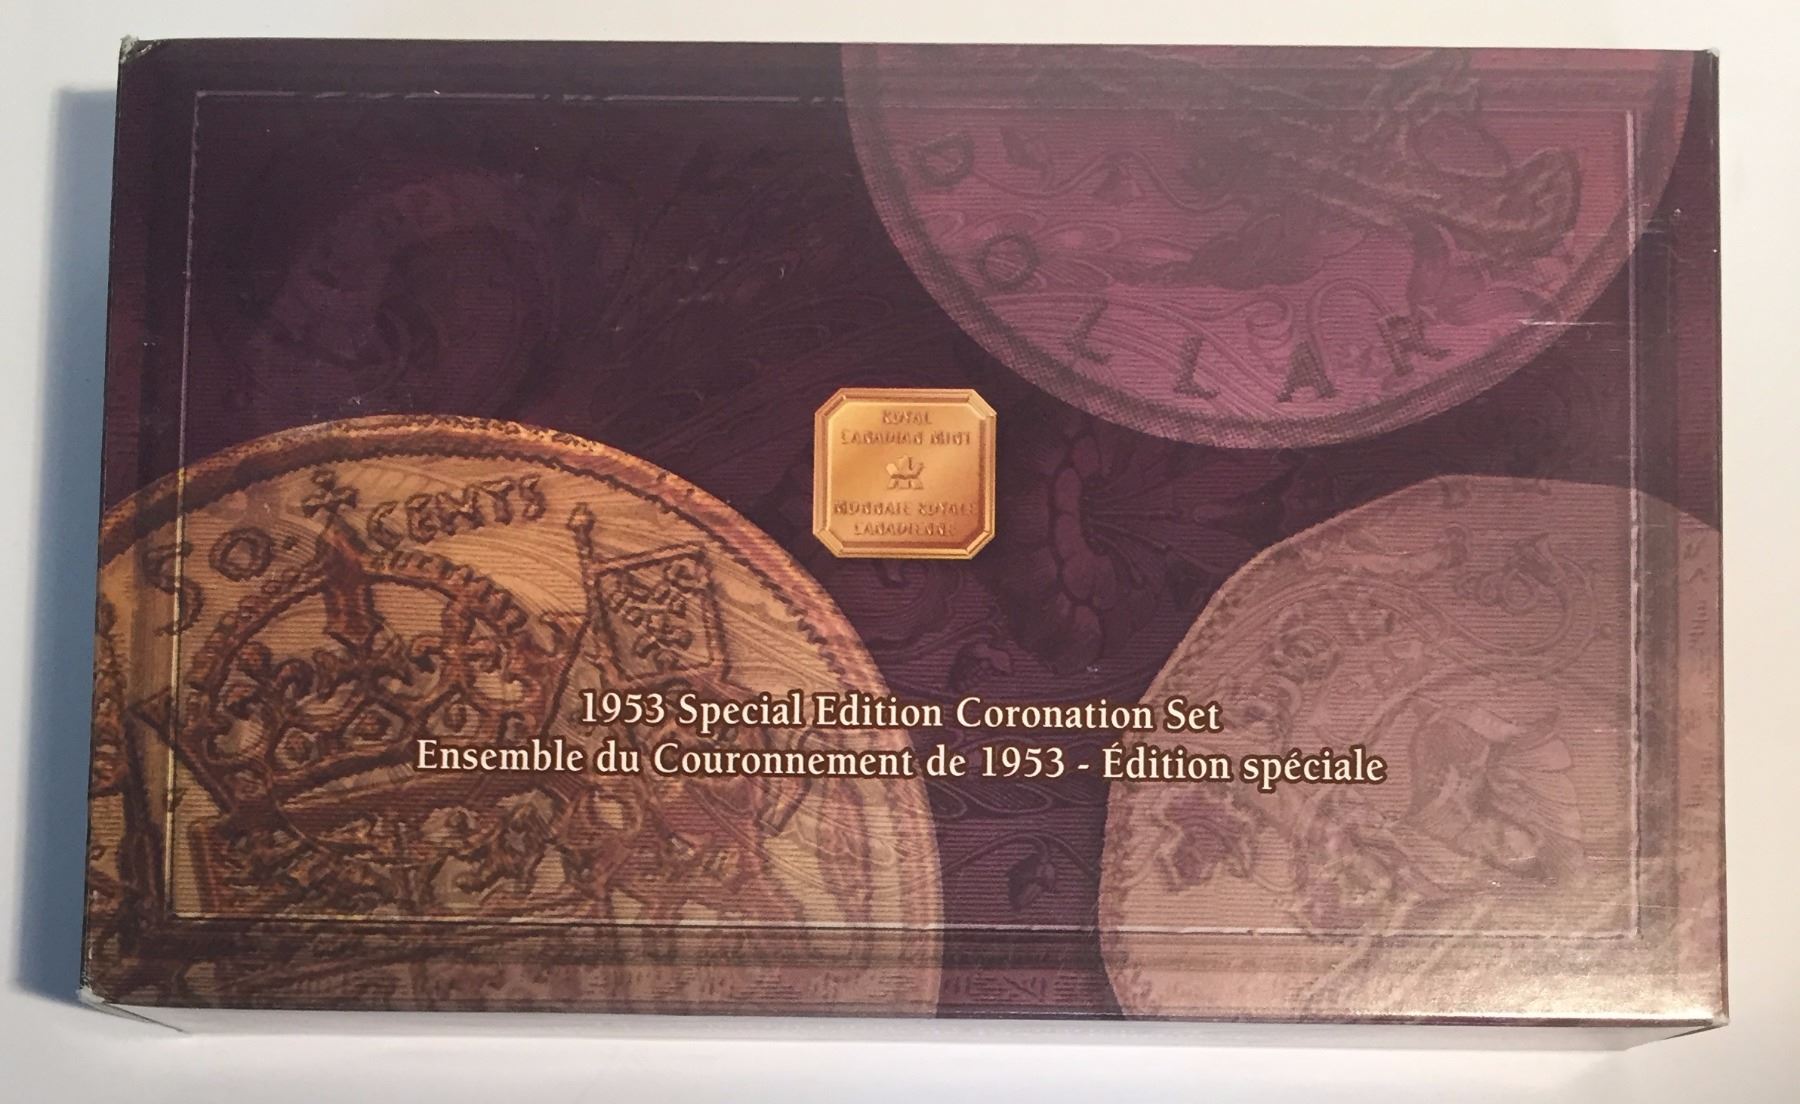 DOLLAR
50. CENTS
ROYAL
CANADIAN MINT
MONNAIE ROYALE
CANADIENNE
1953 Special Edition Coronation Set
Ensemble du Couronnement de 1953 - Édition spéciale